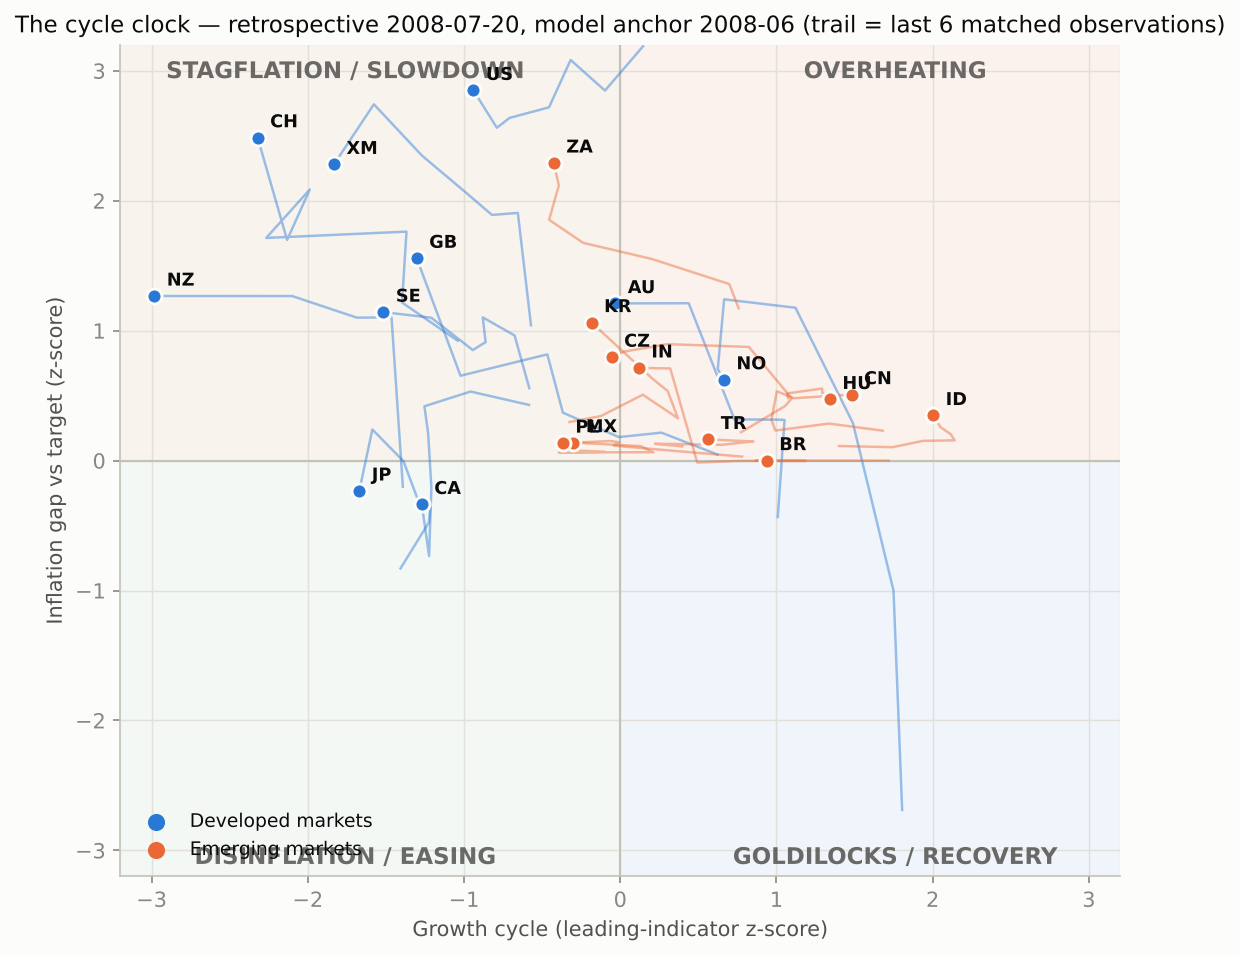 The cycle clock — retrospective 2008-07-20, model anchor 2008-06 (trail = last 6 matched observations)
STAGFLATION / SLOWDOWN
OVERHEATING
US
CH
XM
ZA
GB
NZ
SE
AU
KR
CZ
IN
NO
HU
CN
ID
TR
PL
MX
BR
JP
CA
3
2
1
0
−1
−2
−3
Inflation gap vs target (z-score)
Developed markets
Emerging markets
DISINFLATION / EASING
GOLDILOCKS / RECOVERY
−3
−2
−1
0
1
2
3
Growth cycle (leading-indicator z-score)